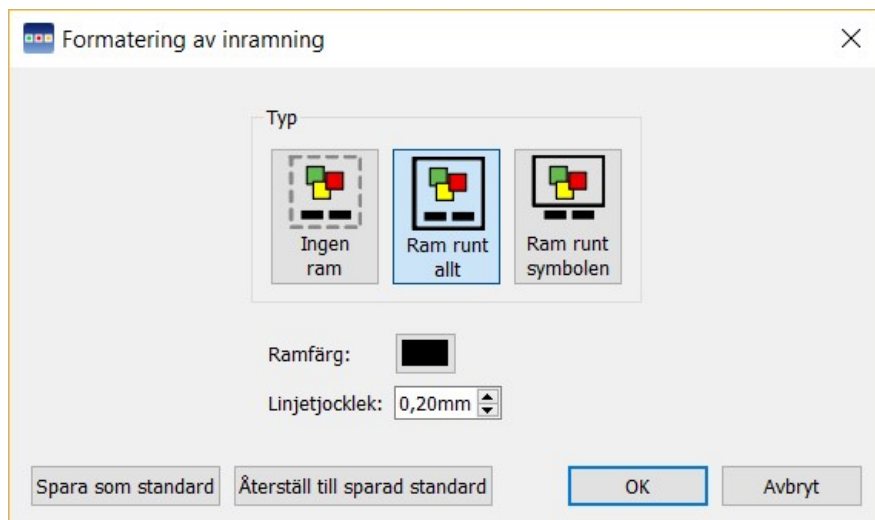 Formatering av inramning
Typ
Ingen
ram
Ram runt
allt
Ram runt
symbolen
Ramfärg:
Linjetjocklek: 0,20mm
Spara som standard Återställ till sparad standard OK Avbryt